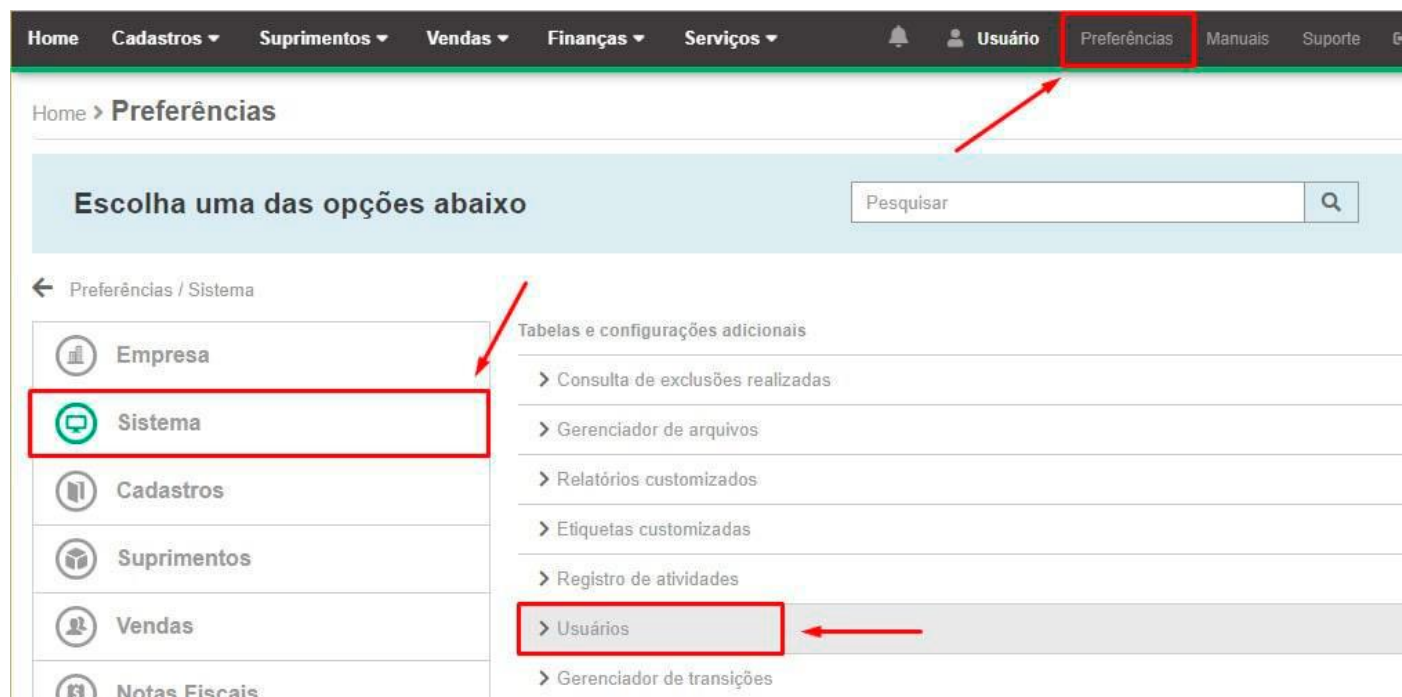 Home Cadastros Suprimentos Vendas Finanças Serviços Usuário Preferências Manuais Suporte
Home > Preferências
Escolha uma das opções abaixo
Pesquisar
Preferências / Sistema
Empresa
Sistema
Cadastros
Suprimentos
Vendas
Notas Fiscais
Tabelas e configurações adicionais
Consulta de exclusões realizadas
Gerenciador de arquivos
Relatórios customizados
Etiquetas customizadas
Registro de atividades
Usuários
Gerenciador de transições